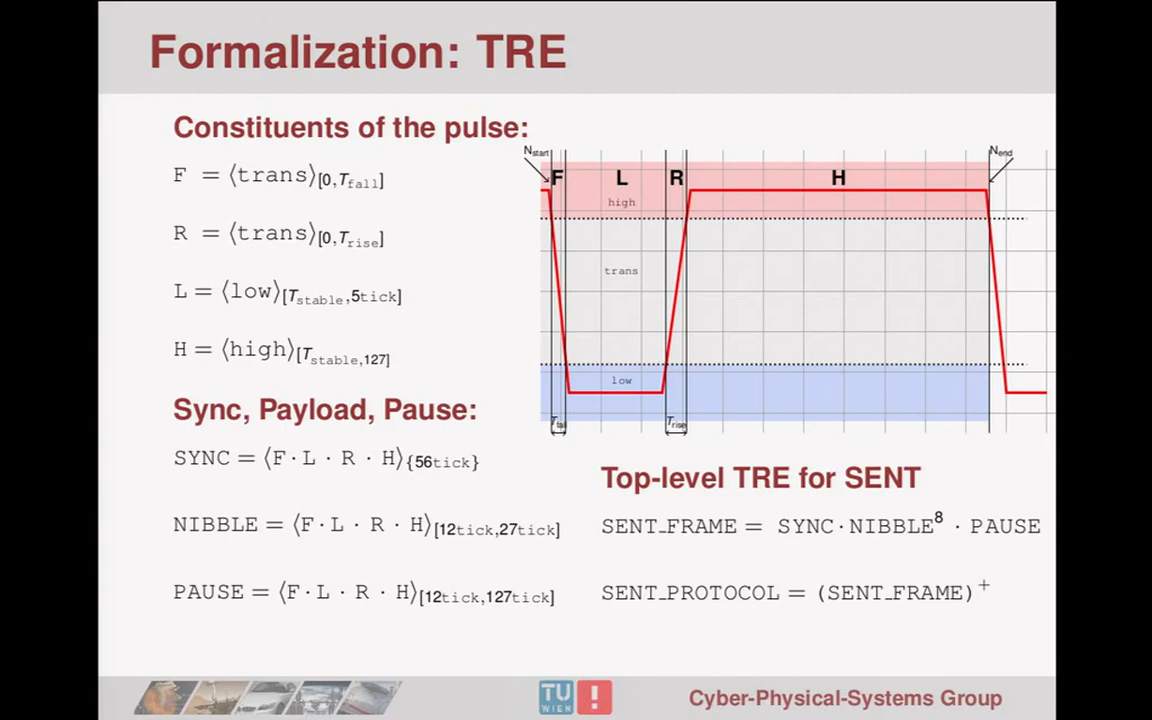 Formalization: TRE
Constituents of the pulse:
F = ⟨trans⟩[0,Tfall]
R = ⟨trans⟩[0,Trise]
L = ⟨low⟩[Tstable,5tick]
H = ⟨high⟩[Tstable,127]
Nstart
Nend
F L R H
high
trans
low
Tfall Trise
Sync, Payload, Pause:
SYNC = ⟨F· L · R · H⟩{56tick}
NIBBLE = ⟨F· L · R · H⟩[12tick,27tick]
PAUSE = ⟨F· L · R · H⟩[12tick,127tick]
Top-level TRE for SENT
SENT_FRAME = SYNC·NIBBLE⁸ · PAUSE
SENT_PROTOCOL = (SENT_FRAME)⁺
TU
WIEN
!
Cyber-Physical-Systems Group